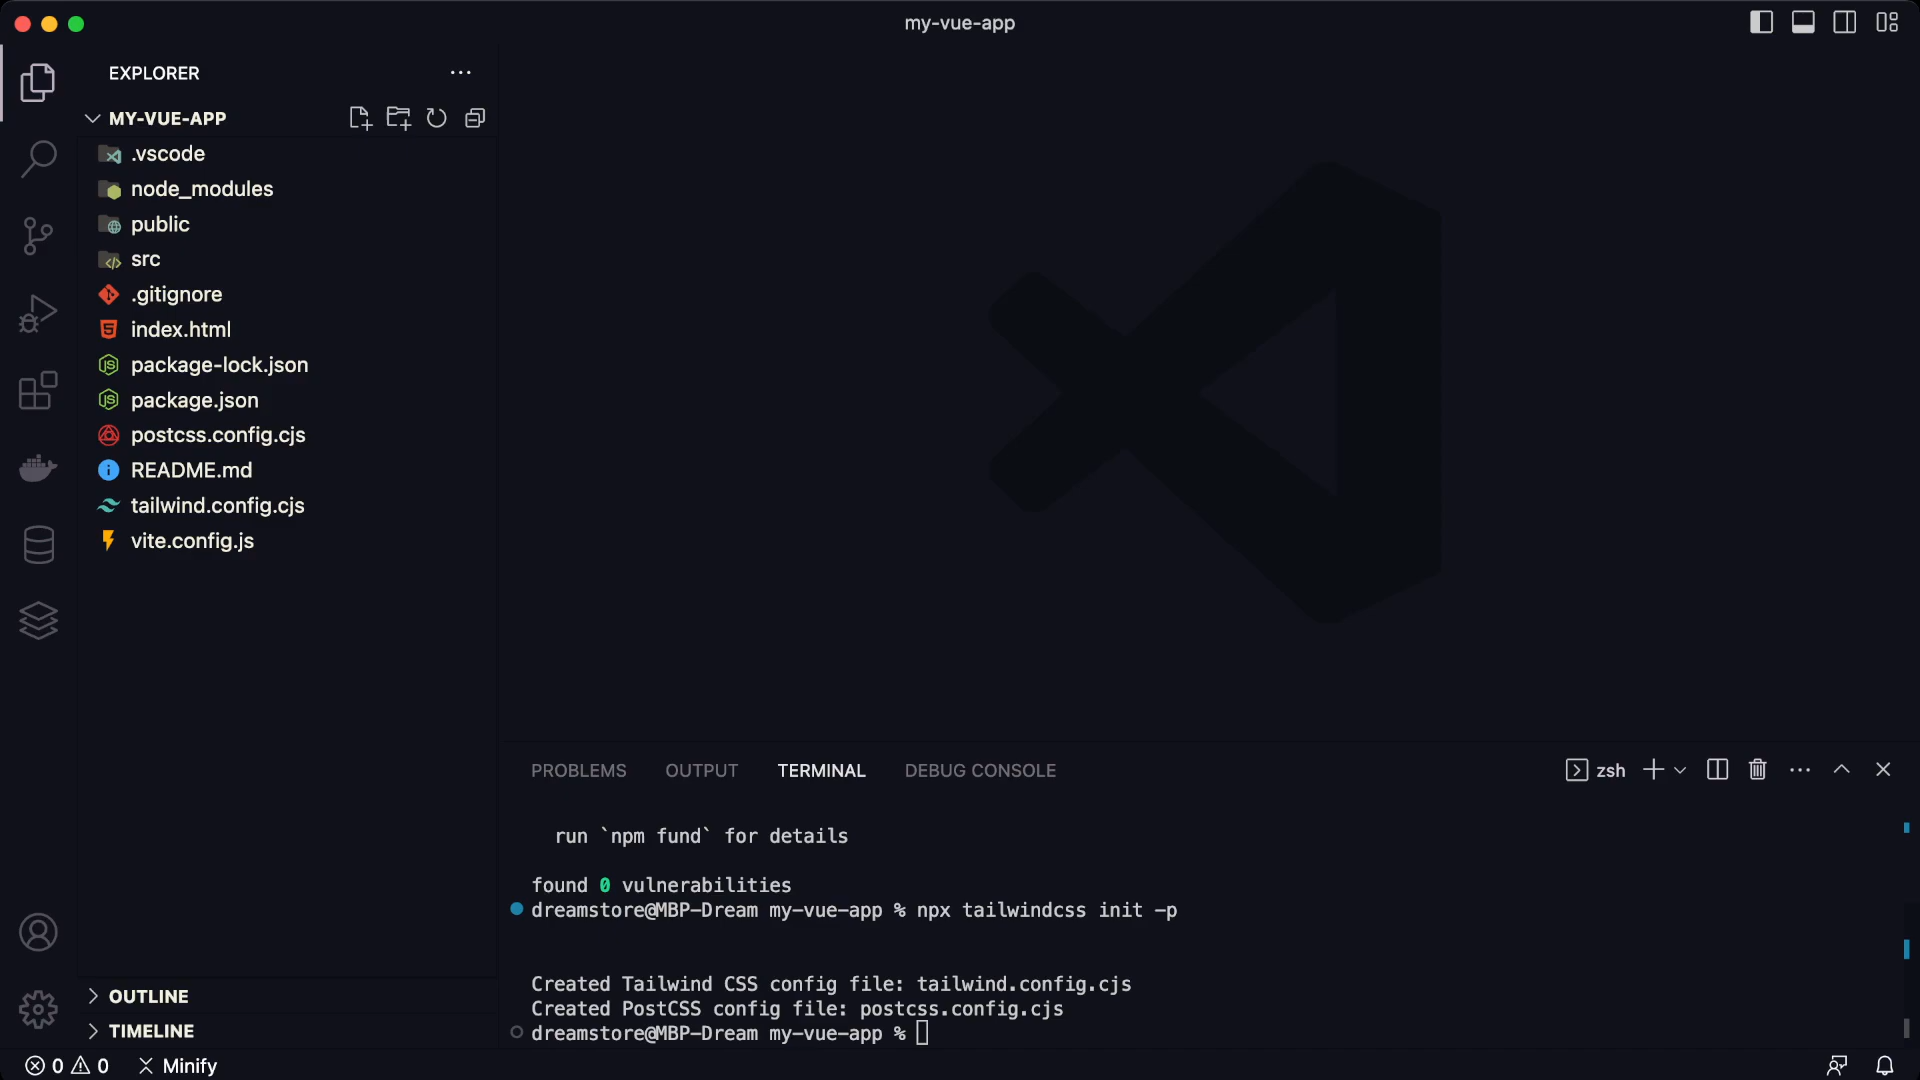 my-vue-app
EXPLORER
MY-VUE-APP
.vscode
node_modules
public
src
.gitignore
index.html
package-lock.json
package.json
postcss.config.cjs
README.md
tailwind.config.cjs
vite.config.js
OUTLINE
TIMELINE
PROBLEMS OUTPUT TERMINAL DEBUG CONSOLE zsh
run `npm fund` for details
found 0 vulnerabilities
dreamstore@MBP-Dream my-vue-app % npx tailwindcss init -p
Created Tailwind CSS config file: tailwind.config.cjs
Created PostCSS config file: postcss.config.cjs
dreamstore@MBP-Dream my-vue-app %
0 0 Minify